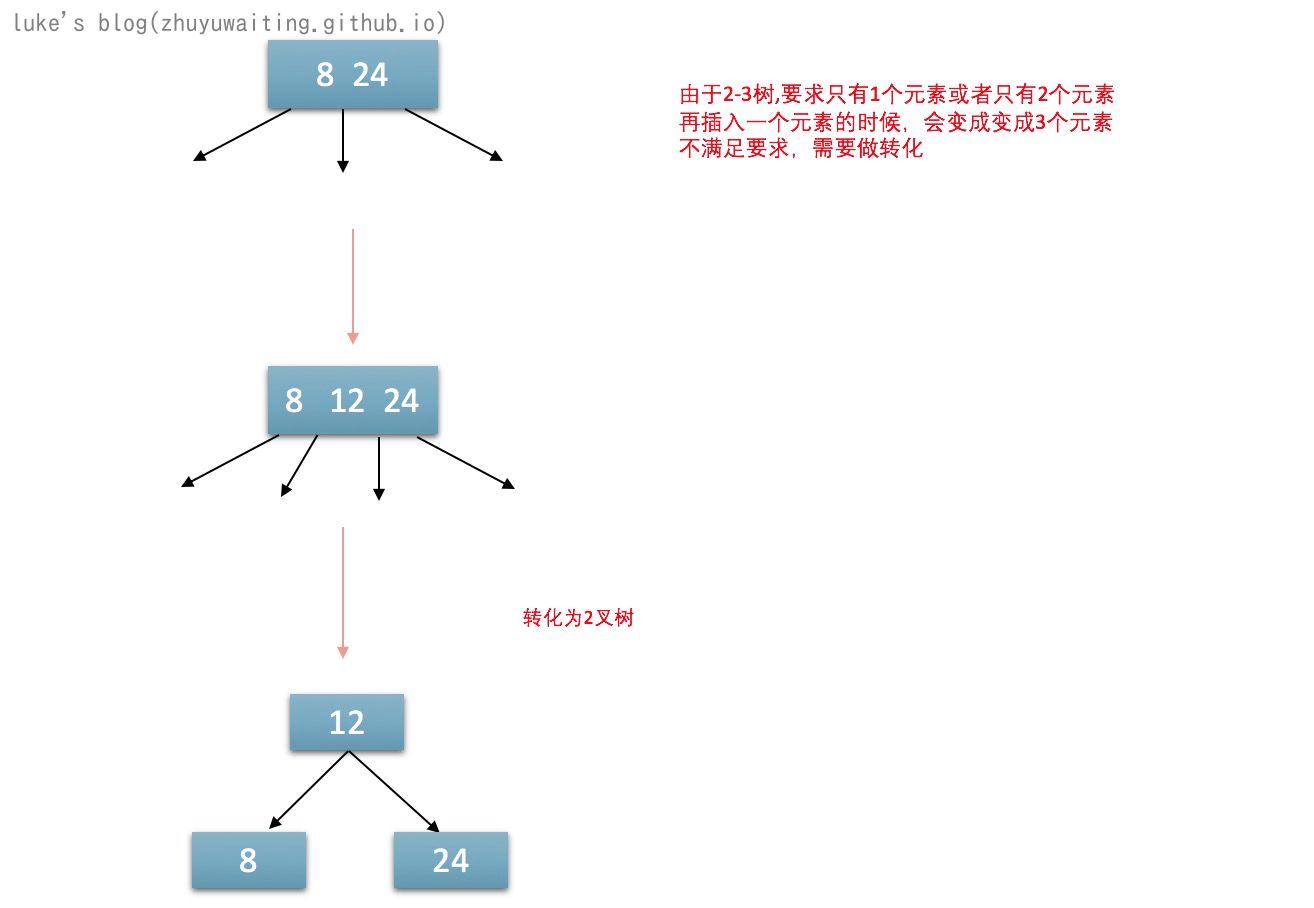 luke's blog(zhuyuwaiting.github.io)
8 24
由于2-3树,要求只有1个元素或者只有2个元素
再插入一个元素的时候，会变成变成3个元素
不满足要求，需要做转化
8 12 24
转化为2叉树
12
8
24